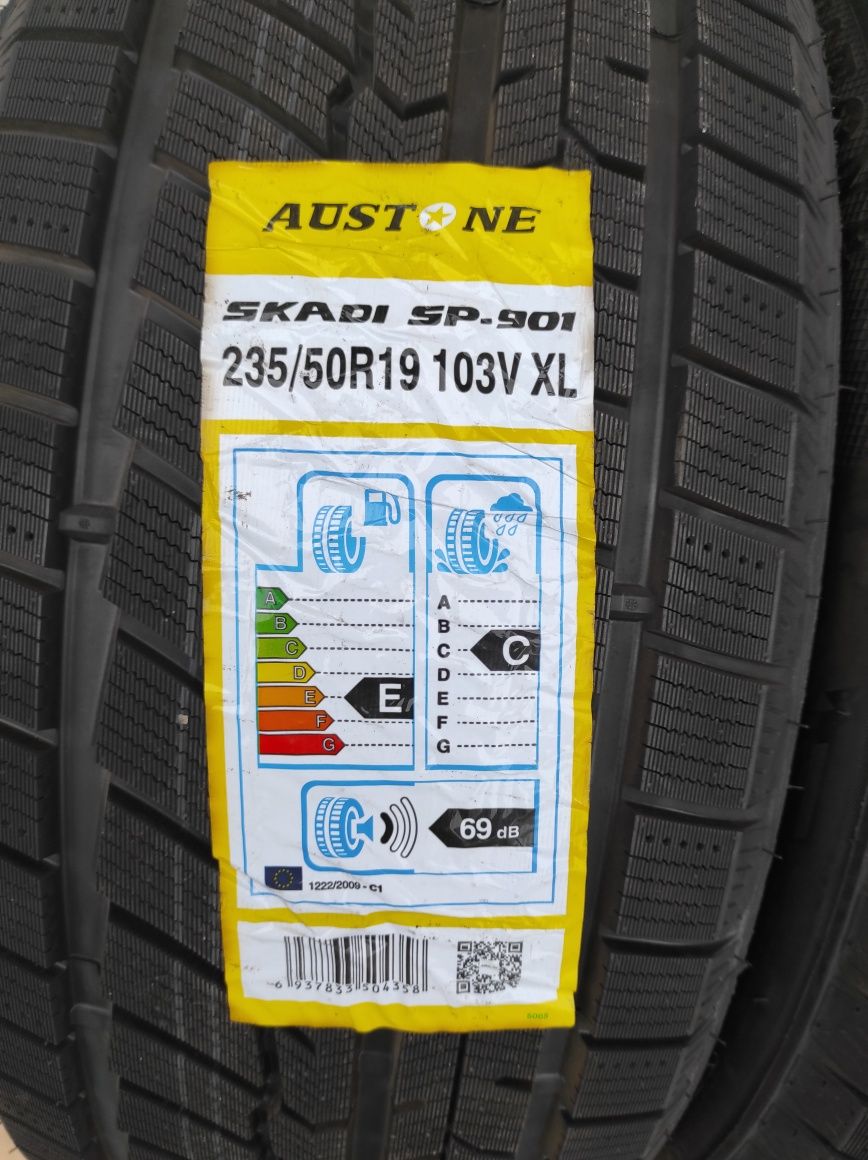 AUSTONE
SKADI SP-901
235/50R19 103V XL
A
B
C
D
E
F
G
E
A
B
C
D
E
F
G
C
69 dB
1222/2009 - C1
6 937833 504358